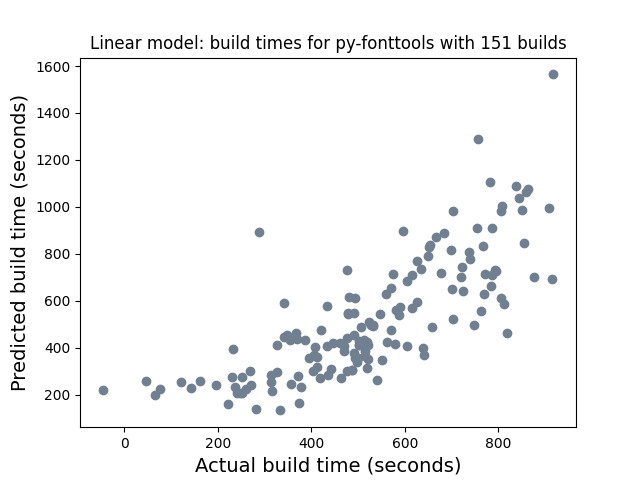 Linear model: build times for py-fonttools with 151 builds
1600
1400
1200
1000
800
600
400
200
Predicted build time (seconds)
0 200 400 600 800
Actual build time (seconds)